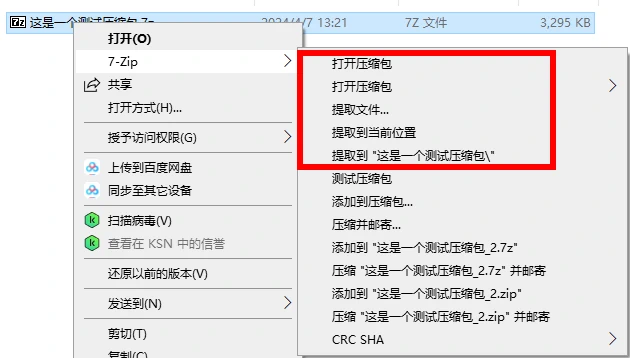 这是一个测试压缩包.7z 2024/4/7 13:21 7Z 文件 3,295 KB
打开(O)
7-Zip
共享
打开方式(H)...
授予访问权限(G)
上传到百度网盘
同步至其它设备
扫描病毒(V)
查看在 KSN 中的信誉
还原以前的版本(V)
发送到(N)
剪切(T)
复制(C)
打开压缩包
打开压缩包
提取文件...
提取到当前位置
提取到 "这是一个测试压缩包\"
测试压缩包
添加到压缩包...
压缩并邮寄...
添加到 "这是一个测试压缩包_2.7z"
压缩 "这是一个测试压缩包_2.7z" 并邮寄
添加到 "这是一个测试压缩包_2.zip"
压缩 "这是一个测试压缩包_2.zip" 并邮寄
CRC SHA